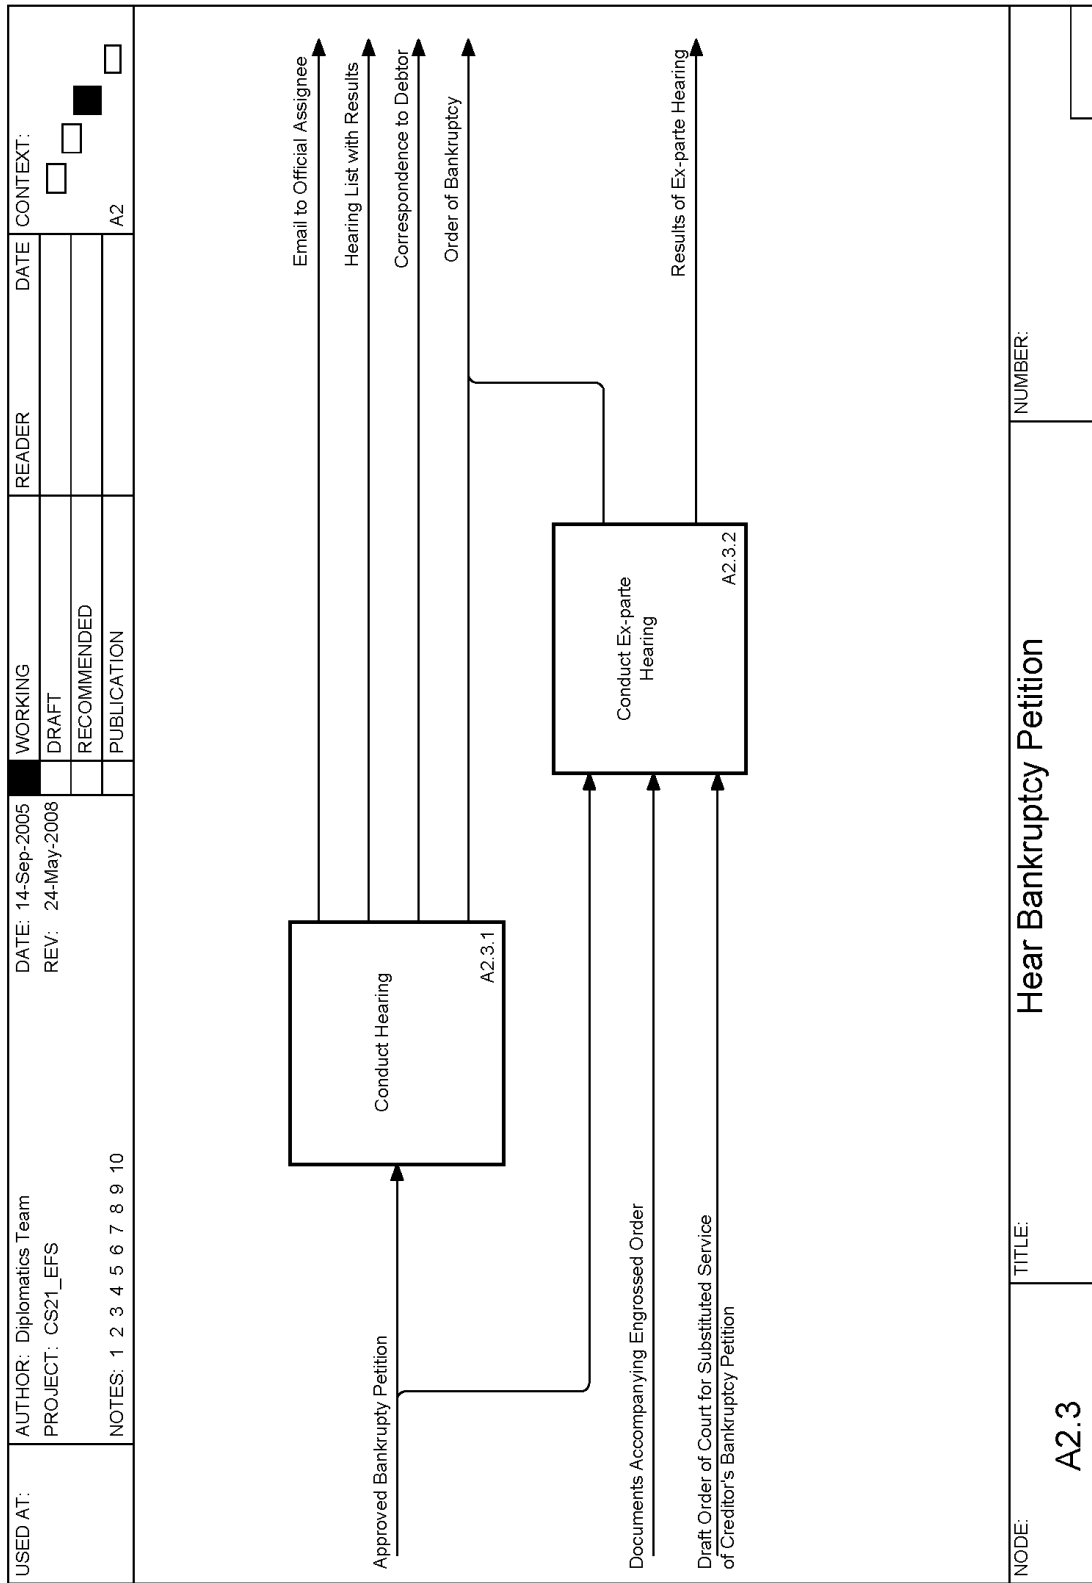 USED AT:
AUTHOR: Diplomatics Team
PROJECT: CS21_EFS
NOTES: 1 2 3 4 5 6 7 8 9 10
DATE: 14-Sep-2005
REV: 24-May-2008
WORKING
DRAFT
RECOMMENDED
PUBLICATION
READER
DATE
CONTEXT:
A2
Approved Bankrupty Petition
Conduct Hearing
A2.3.1
Email to Official Assignee
Hearing List with Results
Correspondence to Debtor
Order of Bankruptcy
Documents Accompanying Engrossed Order
Draft Order of Court for Substituted Service
of Creditor's Bankruptcy Petition
Conduct Ex-parte
Hearing
A2.3.2
Results of Ex-parte Hearing
NODE:
A2.3
TITLE:
Hear Bankruptcy Petition
NUMBER: